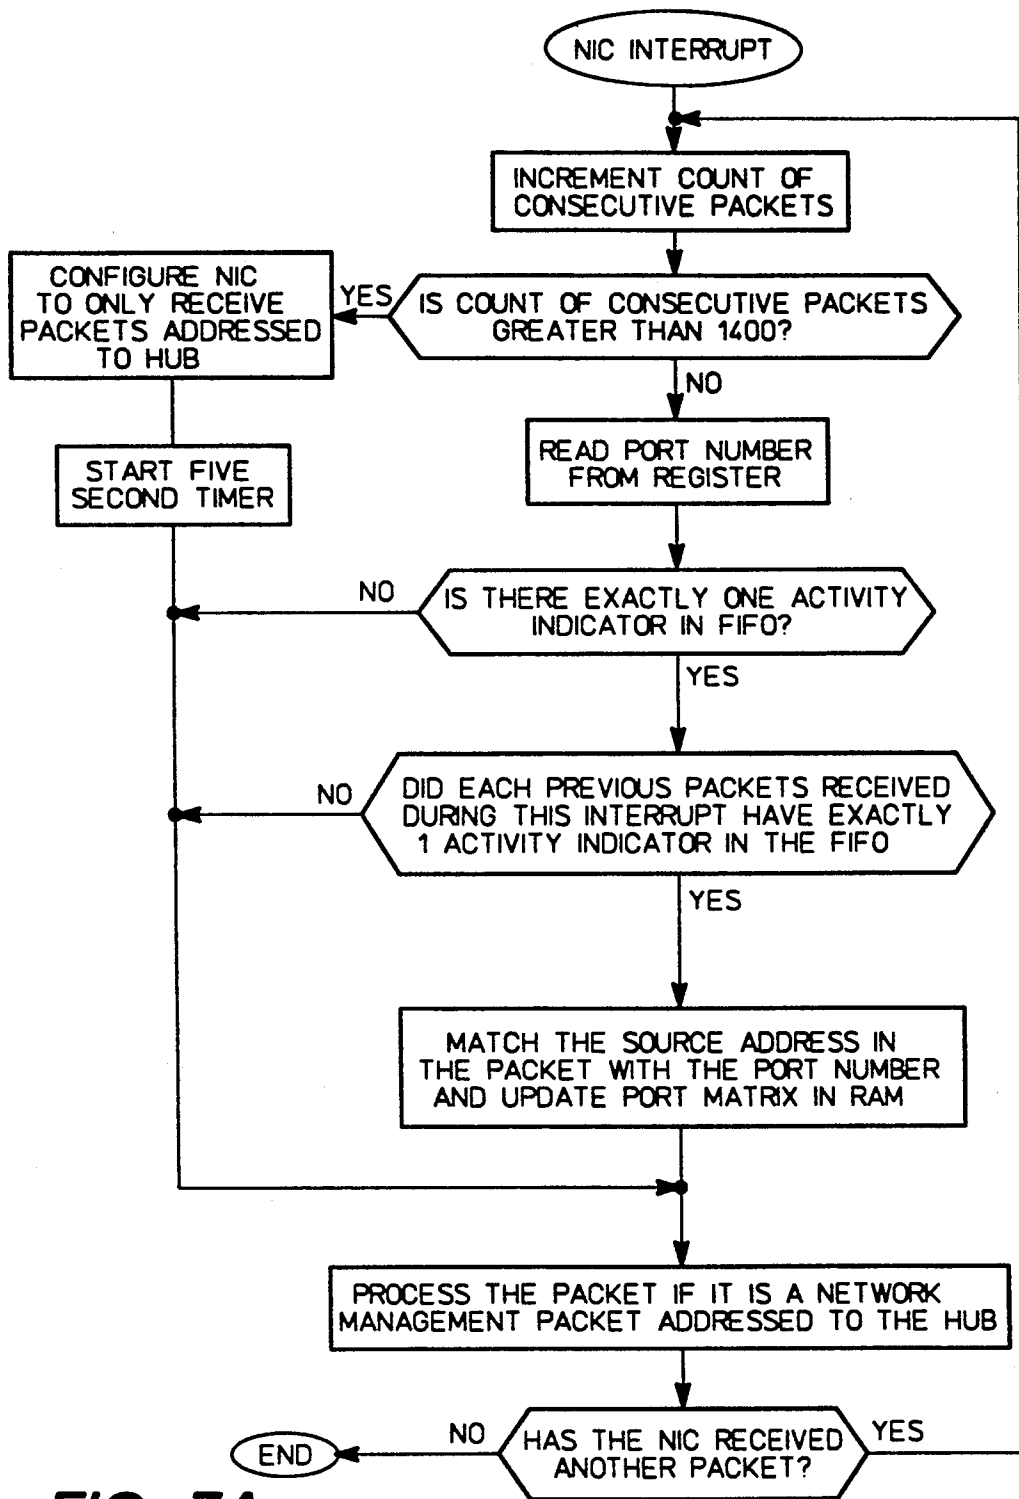 NIC INTERRUPT
INCREMENT COUNT OF
CONSECUTIVE PACKETS
CONFIGURE NIC
TO ONLY RECEIVE
PACKETS ADDRESSED
TO HUB
YES
IS COUNT OF CONSECUTIVE PACKETS
GREATER THAN 1400?
NO
START FIVE
SECOND TIMER
READ PORT NUMBER
FROM REGISTER
NO
IS THERE EXACTLY ONE ACTIVITY
INDICATOR IN FIFO?
YES
NO
DID EACH PREVIOUS PACKETS RECEIVED
DURING THIS INTERRUPT HAVE EXACTLY
1 ACTIVITY INDICATOR IN THE FIFO
YES
MATCH THE SOURCE ADDRESS IN
THE PACKET WITH THE PORT NUMBER
AND UPDATE PORT MATRIX IN RAM
PROCESS THE PACKET IF IT IS A NETWORK
MANAGEMENT PACKET ADDRESSED TO THE HUB
END
NO
HAS THE NIC RECEIVED
ANOTHER PACKET?
YES